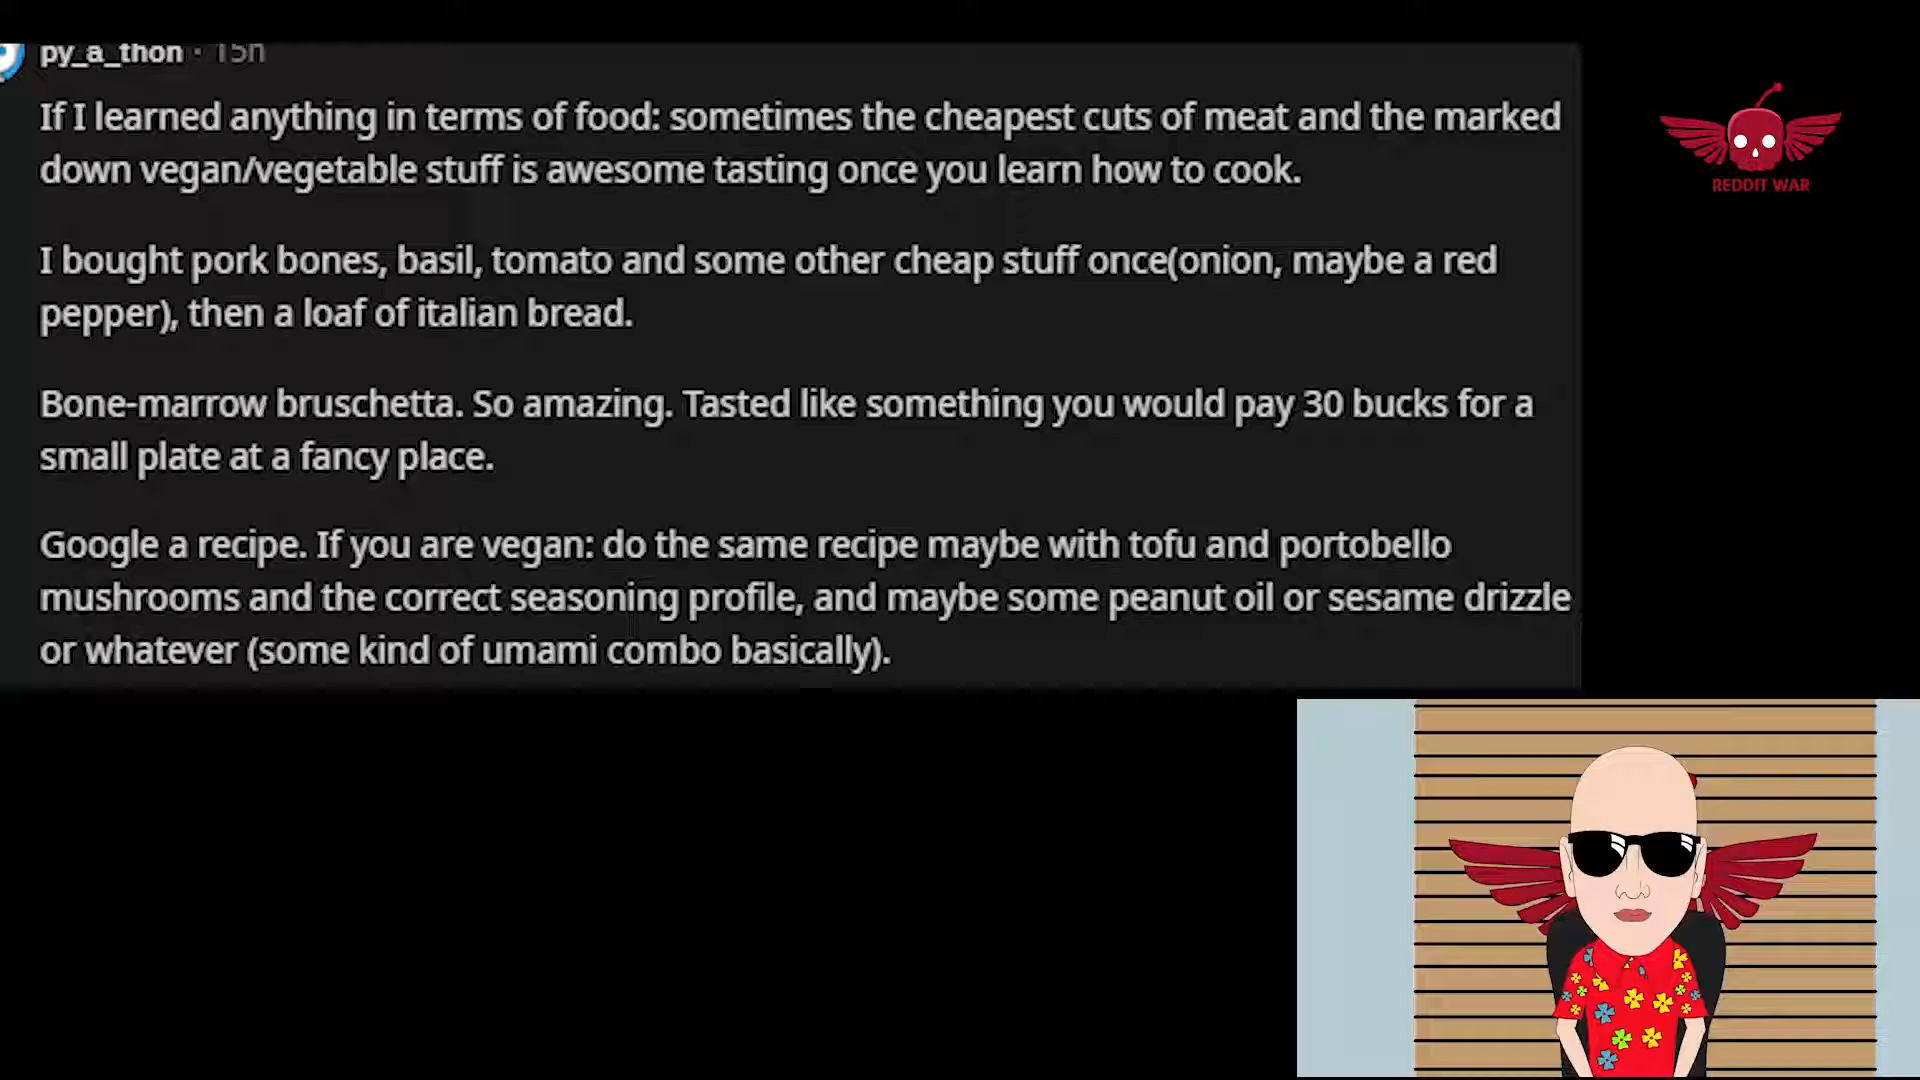 py_a_thon · 15h
If I learned anything in terms of food: sometimes the cheapest cuts of meat and the marked
down vegan/vegetable stuff is awesome tasting once you learn how to cook.
I bought pork bones, basil, tomato and some other cheap stuff once(onion, maybe a red
pepper), then a loaf of italian bread.
Bone-marrow bruschetta. So amazing. Tasted like something you would pay 30 bucks for a
small plate at a fancy place.
Google a recipe. If you are vegan: do the same recipe maybe with tofu and portobello
mushrooms and the correct seasoning profile, and maybe some peanut oil or sesame drizzle
or whatever (some kind of umami combo basically).
REDDIT WAR